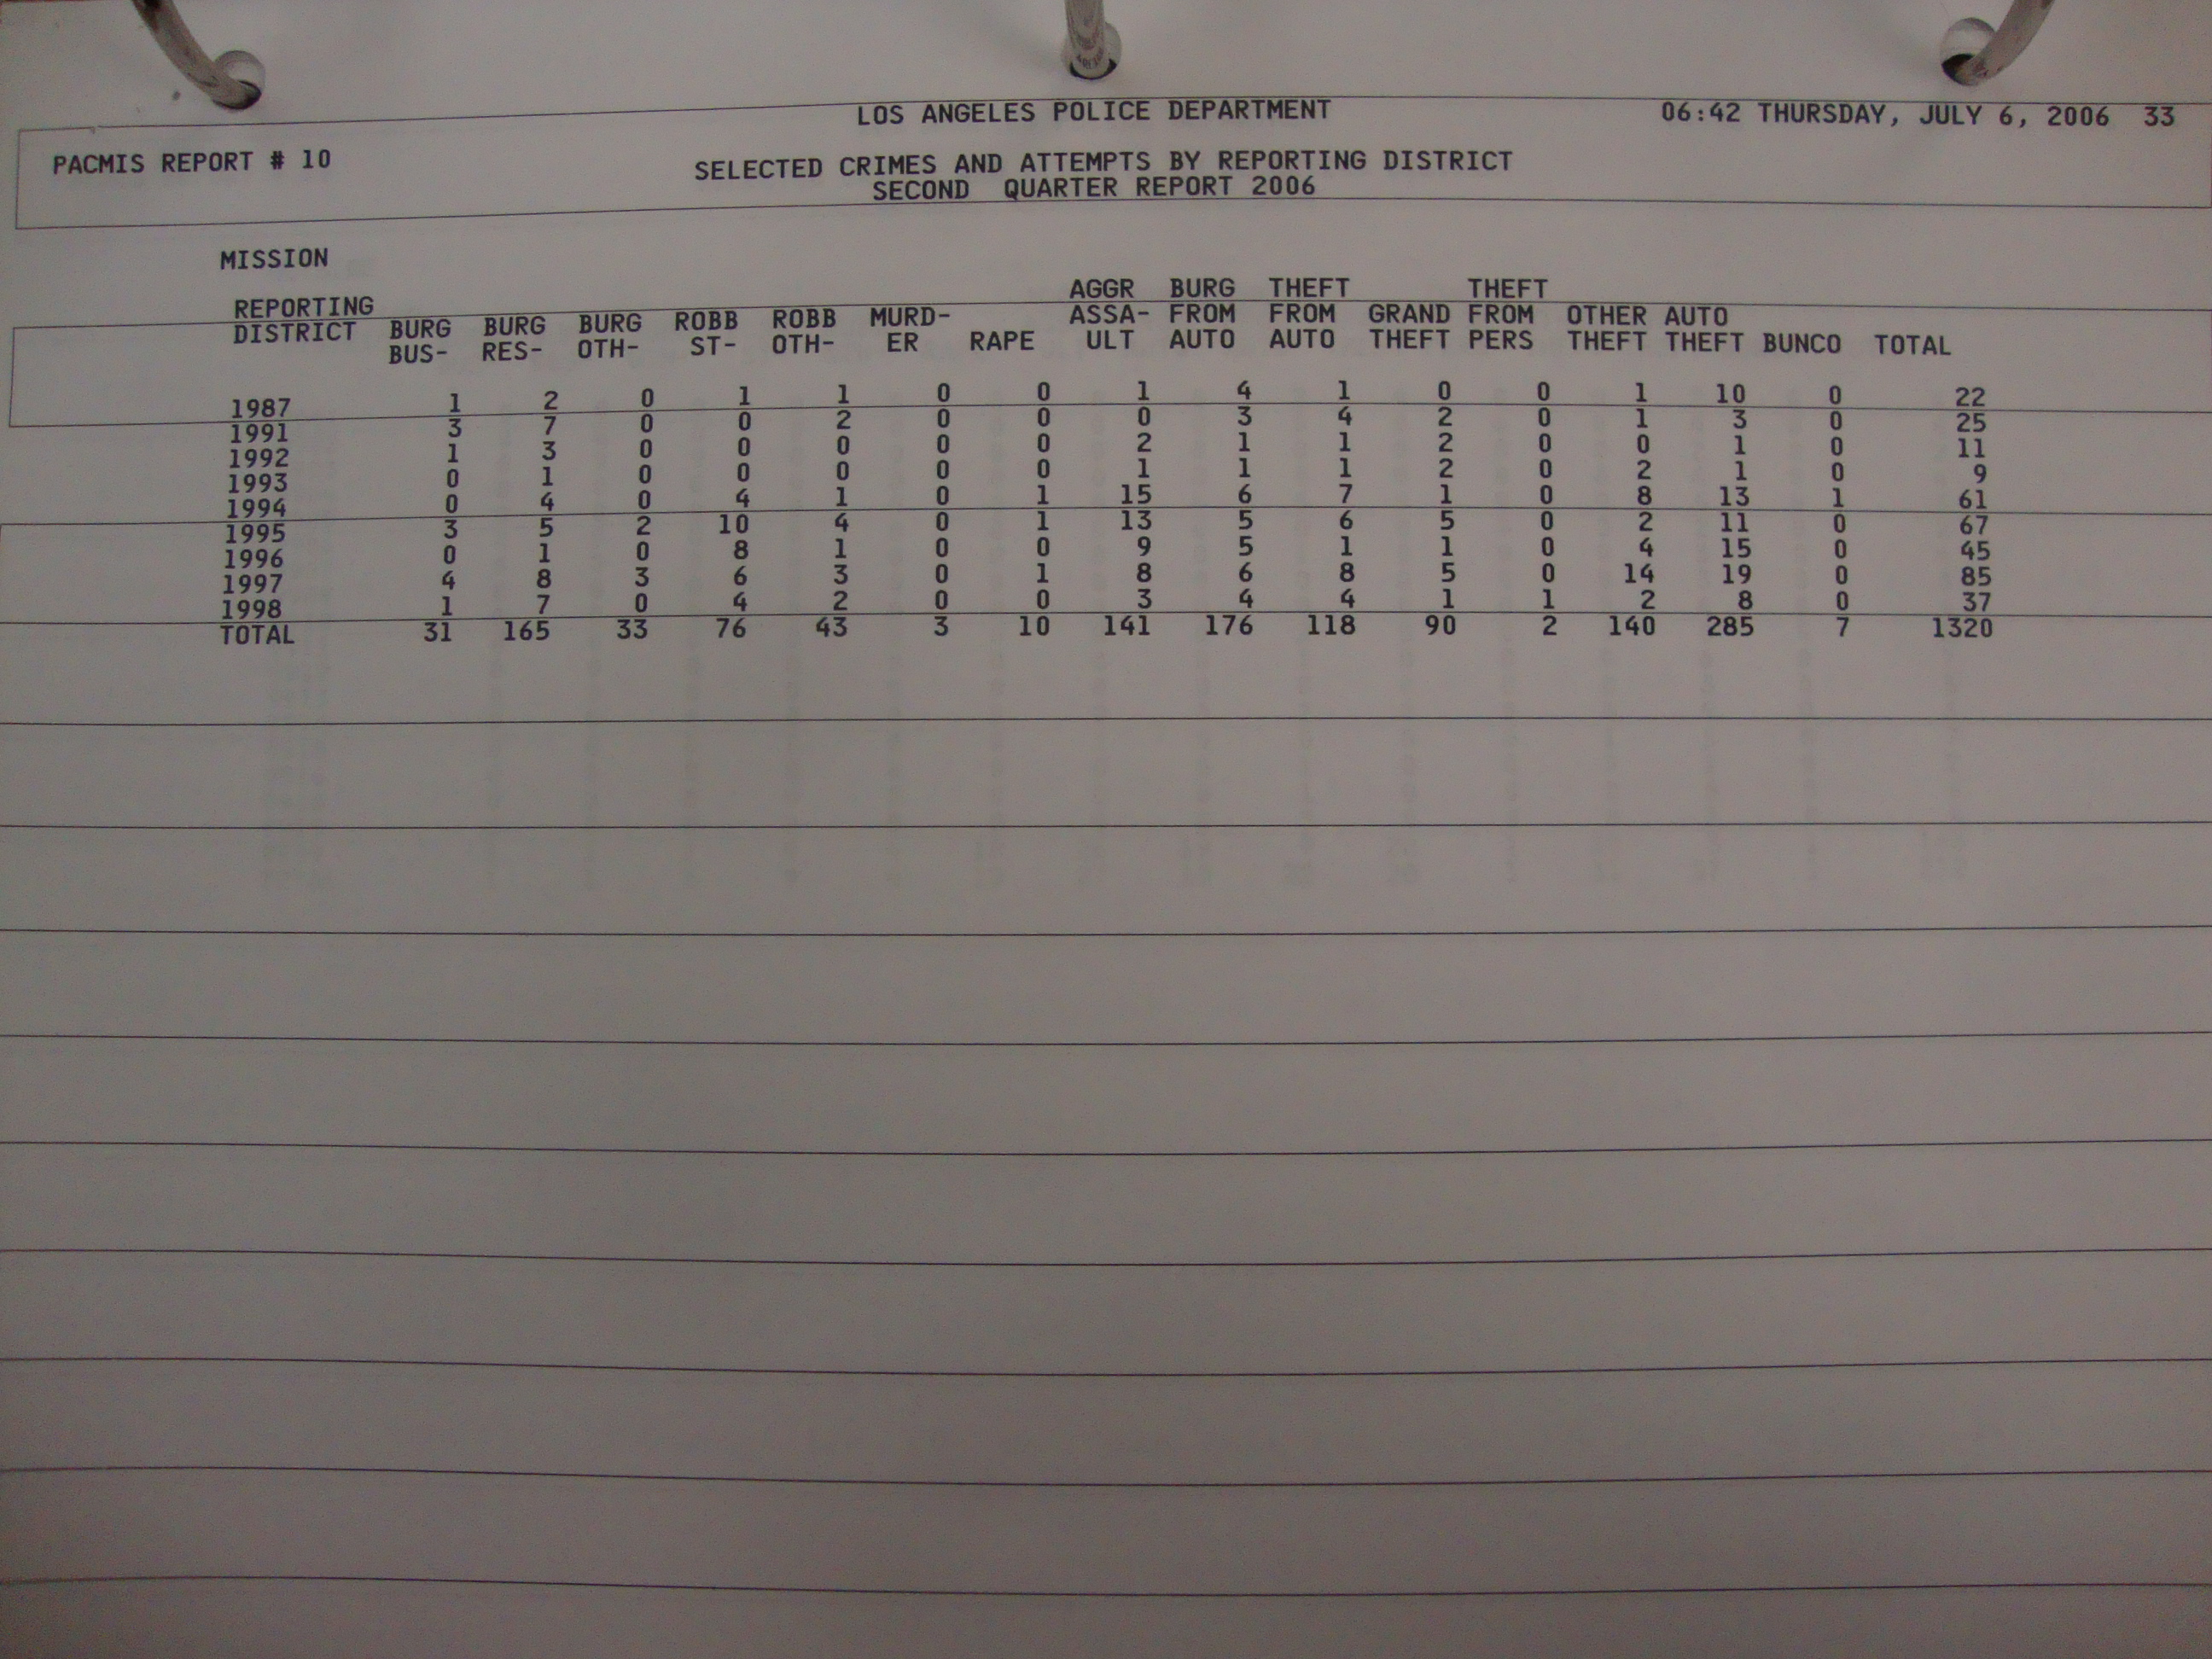 LOS ANGELES POLICE DEPARTMENT 06:42 THURSDAY, JULY 6, 2006 33
PACMIS REPORT # 10 SELECTED CRIMES AND ATTEMPTS BY REPORTING DISTRICT
SECOND QUARTER REPORT 2006
MISSION
AGGR BURG THEFT THEFT
REPORTING BURG BURG BURG ROBB ROBB MURD- ASSA- FROM FROM GRAND FROM OTHER AUTO
DISTRICT BUS- RES- OTH- ST- OTH- ER RAPE ULT AUTO AUTO THEFT PERS THEFT THEFT BUNCO TOTAL
1987 1 2 0 1 1 0 0 1 4 1 0 0 1 10 0 22
1991 3 7 0 0 2 0 0 0 3 4 2 0 1 3 0 25
1992 1 3 0 0 0 0 0 2 1 1 2 0 0 1 0 11
1993 0 1 0 0 0 0 0 1 1 1 2 0 2 1 0 9
1994 0 4 0 4 1 0 1 15 6 7 1 0 8 13 1 61
1995 3 5 2 10 4 0 1 13 5 6 5 0 2 11 0 67
1996 0 1 0 8 1 0 0 9 5 1 1 0 4 15 0 45
1997 4 8 3 6 3 0 1 8 6 8 5 0 14 19 0 85
1998 1 7 0 4 2 0 0 3 4 4 1 1 2 8 0 37
TOTAL 31 165 33 76 43 3 10 141 176 118 90 2 140 285 7 1320